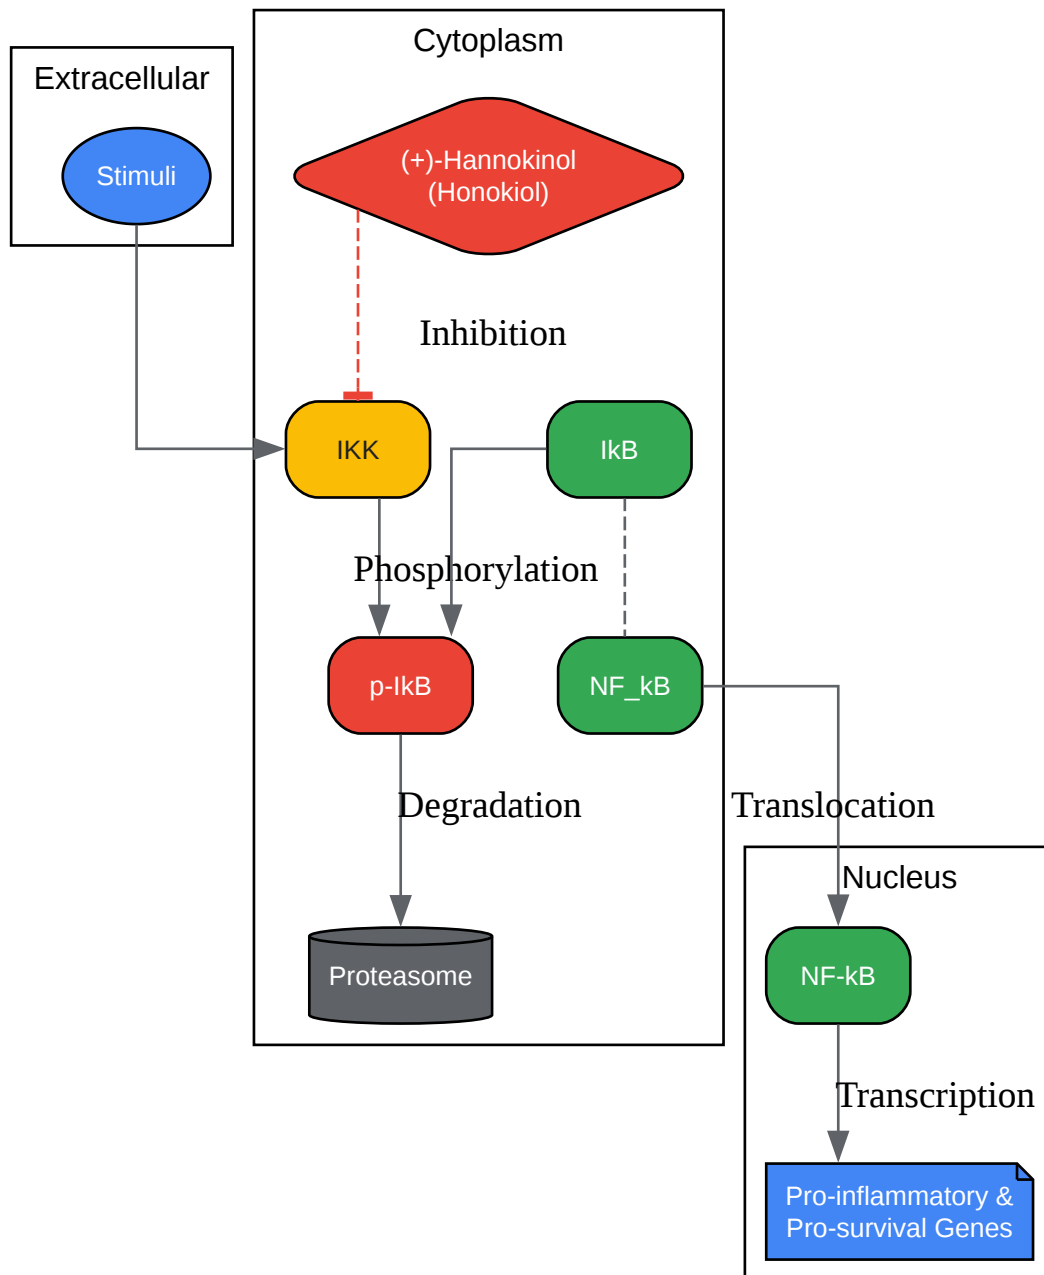 Cytoplasm
Extracellular
Stimuli
(+)-Hannokinol
(Honokiol)
Inhibition
IKK
IkB
Phosphorylation
p-IkB
NF_kB
Degradation
Translocation
Nucleus
Proteasome
NF-kB
Transcription
Pro-inflammatory &
Pro-survival Genes